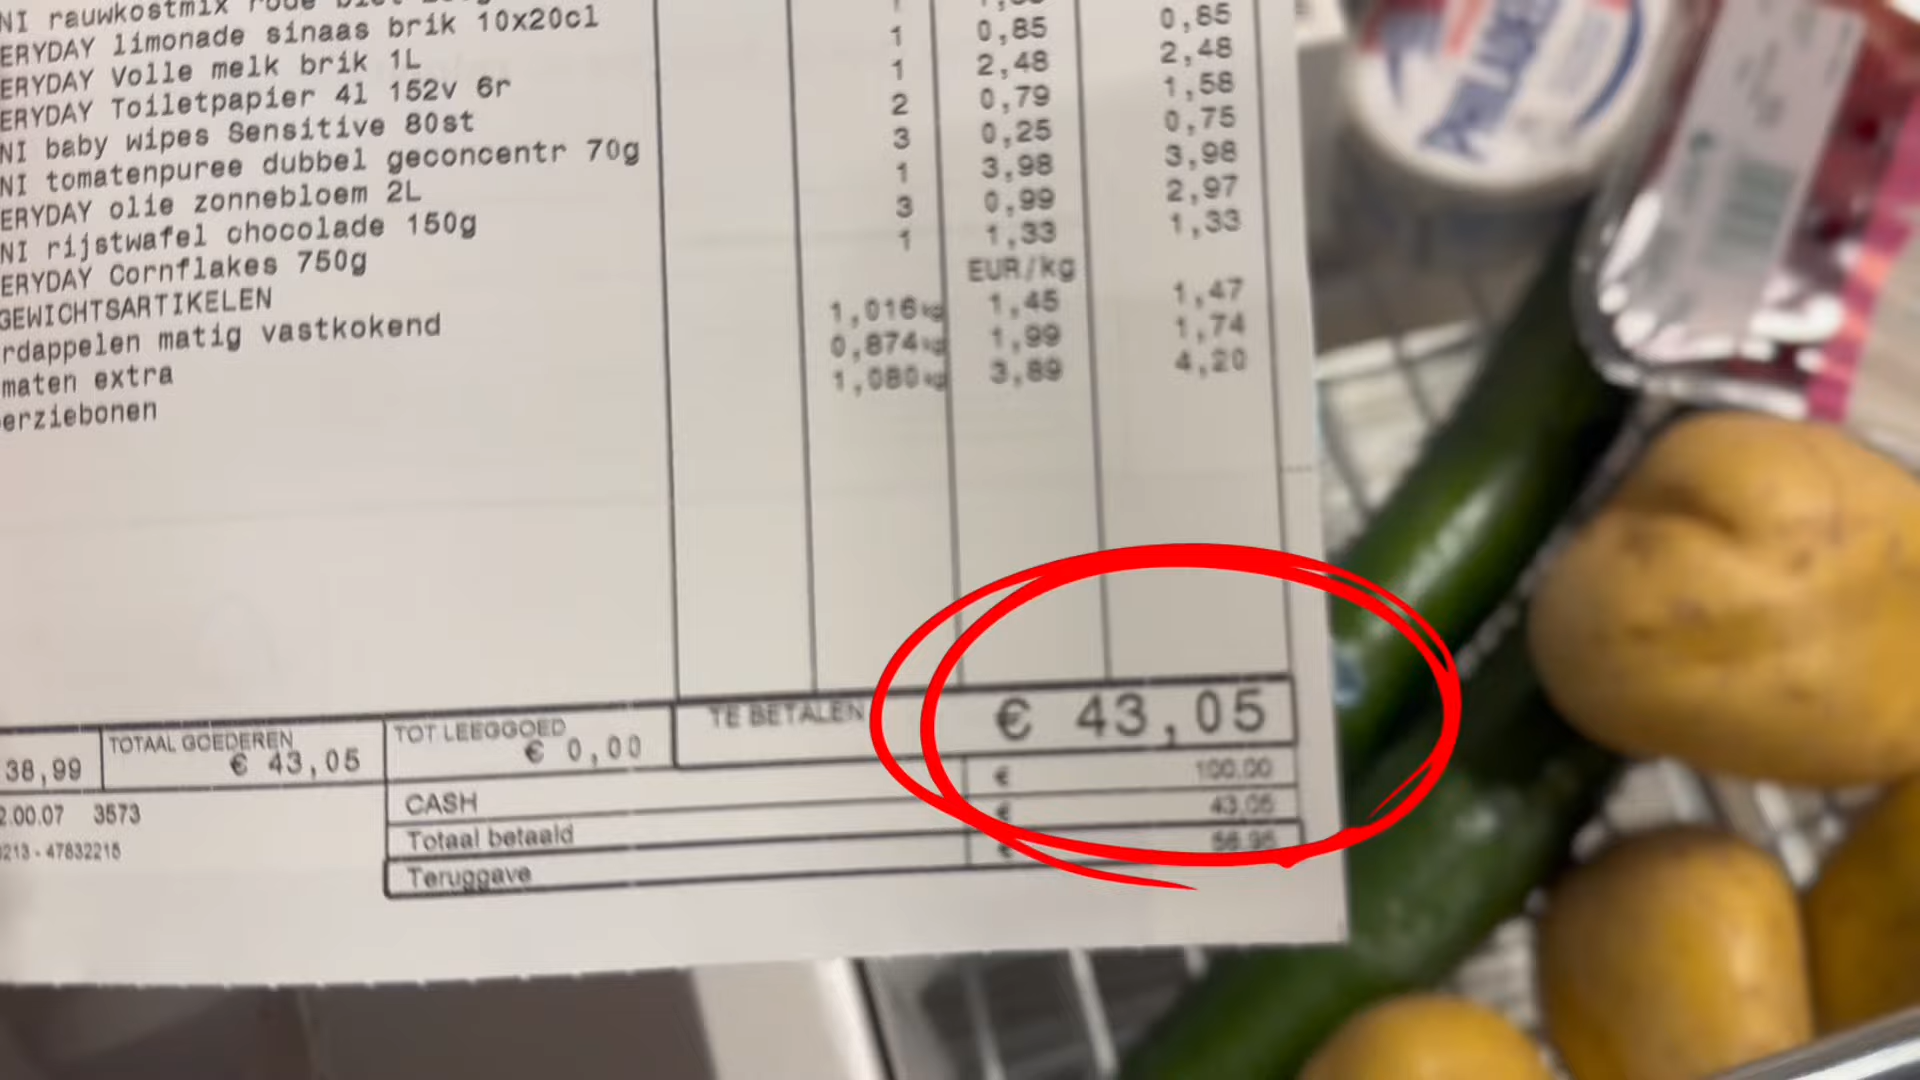 NI rauwkostmix rode
ERYDAY limonade sinaas brik 10x20cl 1
ERYDAY Volle melk brik 1L 1 0,85 0,85
ERYDAY Toiletpapier 4l 152v 6r 1 2,48 2,48
NI baby wipes Sensitive 80st 2 0,79 1,58
NI tomatenpuree dubbel geconcentr 70g 3 0,25 0,75
ERYDAY olie zonnebloem 2L 1 3,98 3,98
NI rijstwafel chocolade 150g 3 0,99 2,97
ERYDAY Cornflakes 750g 1 1,33 1,33
GEWICHTSARTIKELEN EUR/kg
rdappelen matig vastkokend 1,016kg 1,45 1,47
maten extra 0,874kg 1,99 1,74
erziebonen 1,080kg 3,89 4,20
TE BETALEN € 43,05
38,99 TOTAAL GOEDEREN € 43,05 TOT LEEGGOED € 0,00
2.00.07 3573 CASH € 100.00
0213 - 47832215 Totaal betaald € 43,05
Teruggave € 56,95